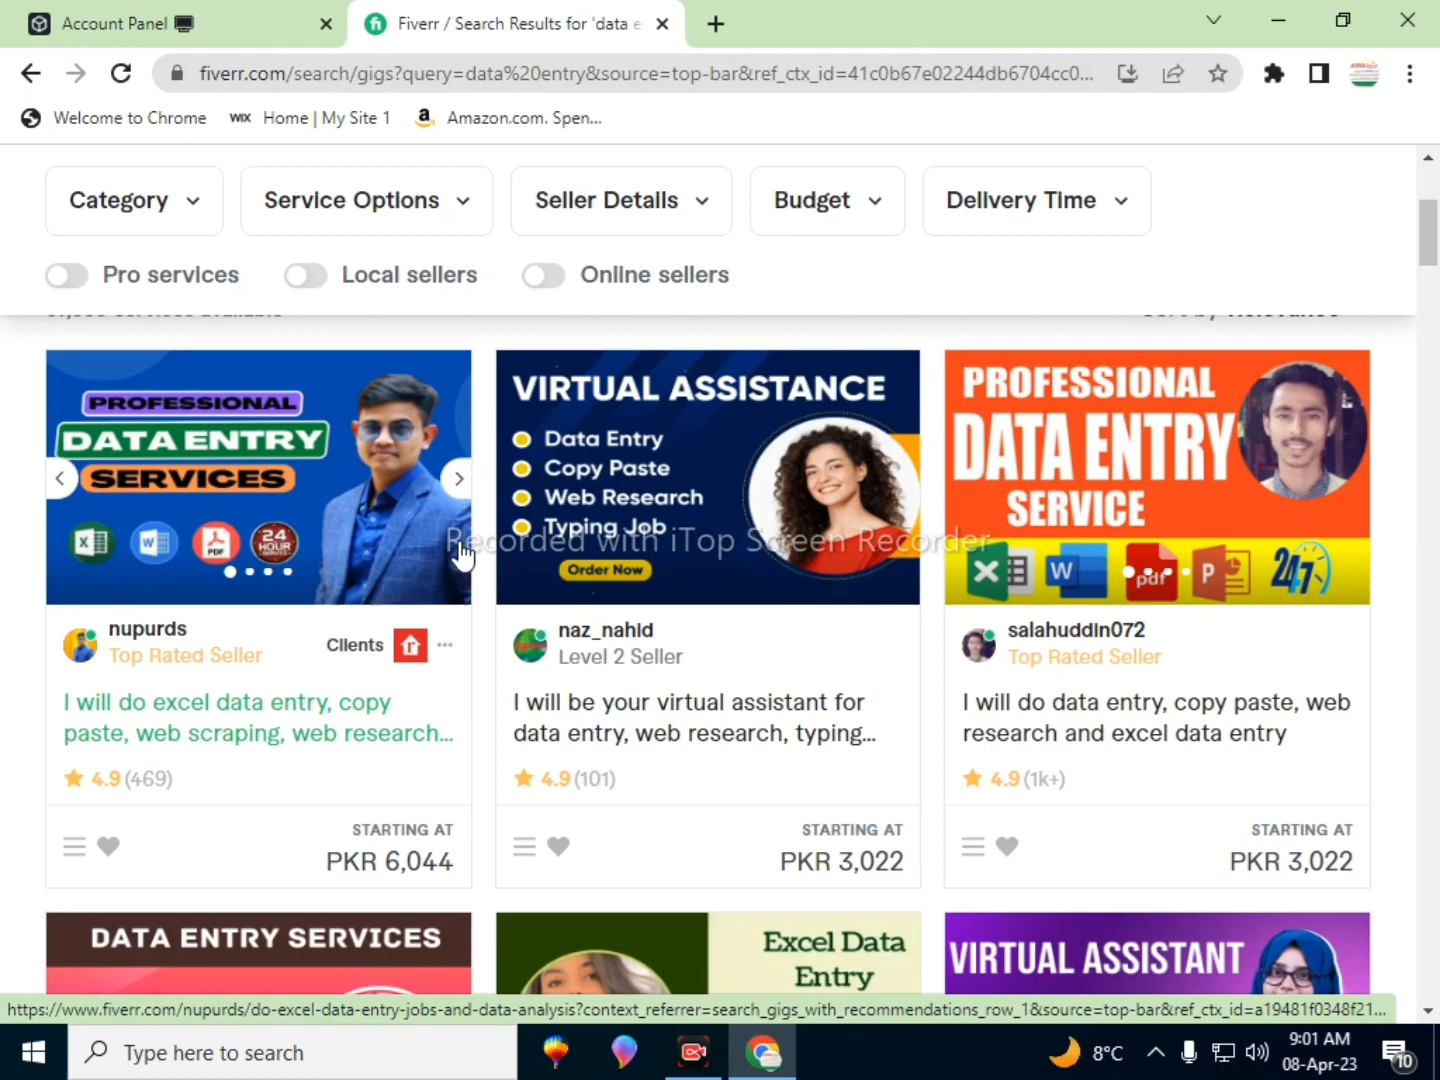 Account Panel
Fiverr / Search Results for 'data e
fiverr.com/search/gigs?query=data%20entry&source=top-bar&ref_ctx_id=41c0b67e02244db6704cc0...
Welcome to Chrome
WIX Home | My Site 1
Amazon.com. Spen...
Category
Service Options
Seller Details
Budget
Delivery Time
Pro services
Local sellers
Online sellers
PROFESSIONAL
DATA ENTRY
SERVICES
PDF
24
HOUR
VIRTUAL ASSISTANCE
Data Entry
Copy Paste
Web Research
Typing Job
Order Now
PROFESSIONAL
DATA ENTRY
SERVICE
W
pdf
P
247
Recorded with iTop Screen Recorder
nupurds
Top Rated Seller
Clients
naz_nahid
Level 2 Seller
salahuddin072
Top Rated Seller
I will do excel data entry, copy
paste, web scraping, web research...
I will be your virtual assistant for
data entry, web research, typing...
I will do data entry, copy paste, web
research and excel data entry
4.9 (469)
4.9 (101)
4.9 (1k+)
STARTING AT
PKR 6,044
STARTING AT
PKR 3,022
STARTING AT
PKR 3,022
DATA ENTRY SERVICES
Excel Data
Entry
VIRTUAL ASSISTANT
https://www.fiverr.com/nupurds/do-excel-data-entry-jobs-and-data-analysis?context_referrer=search_gigs_with_recommendations_row_1&source=top-bar&ref_ctx_id=a19481f0348f21...
Type here to search
8°C
9:01 AM
08-Apr-23
10